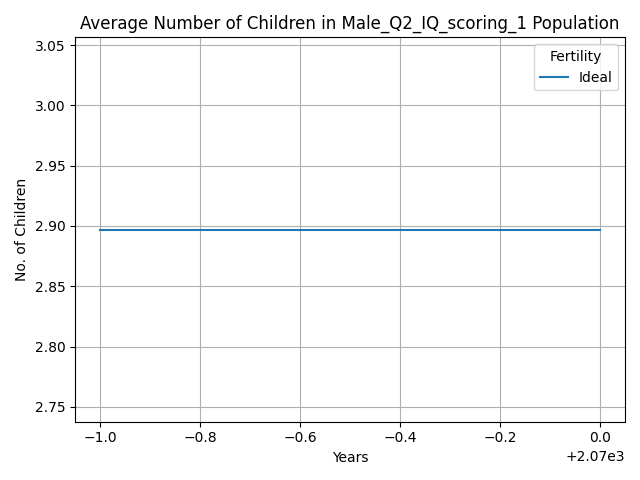 Average Number of Children in Male_Q2_IQ_scoring_1 Population
Fertility
Ideal
No. of Children
3.05
3.00
2.95
2.90
2.85
2.80
2.75
−1.0 −0.8 −0.6 −0.4 −0.2 0.0
+2.07e3
Years